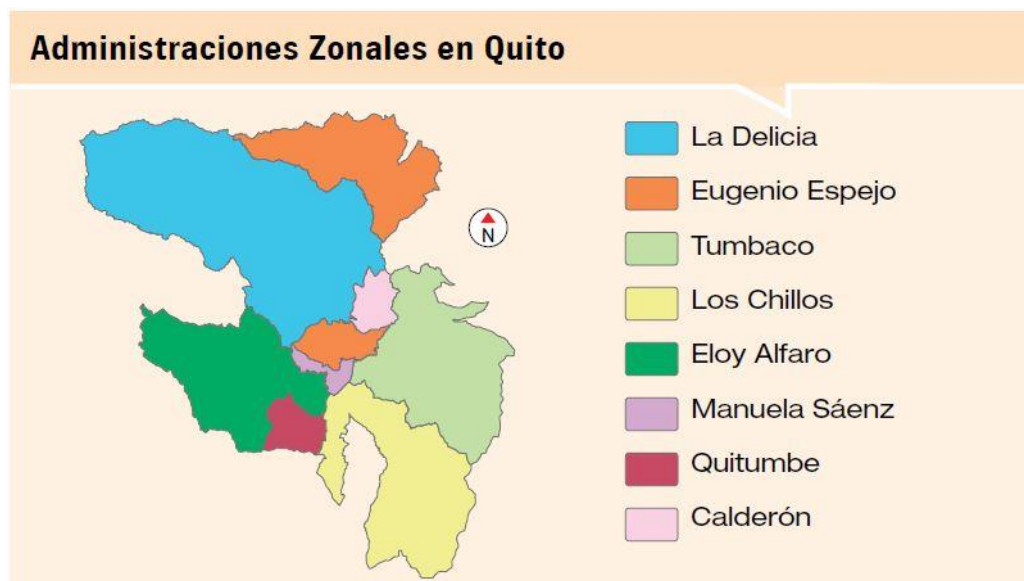 Administraciones Zonales en Quito
N
La Delicia
Eugenio Espejo
Tumbaco
Los Chillos
Eloy Alfaro
Manuela Sáenz
Quitumbe
Calderón